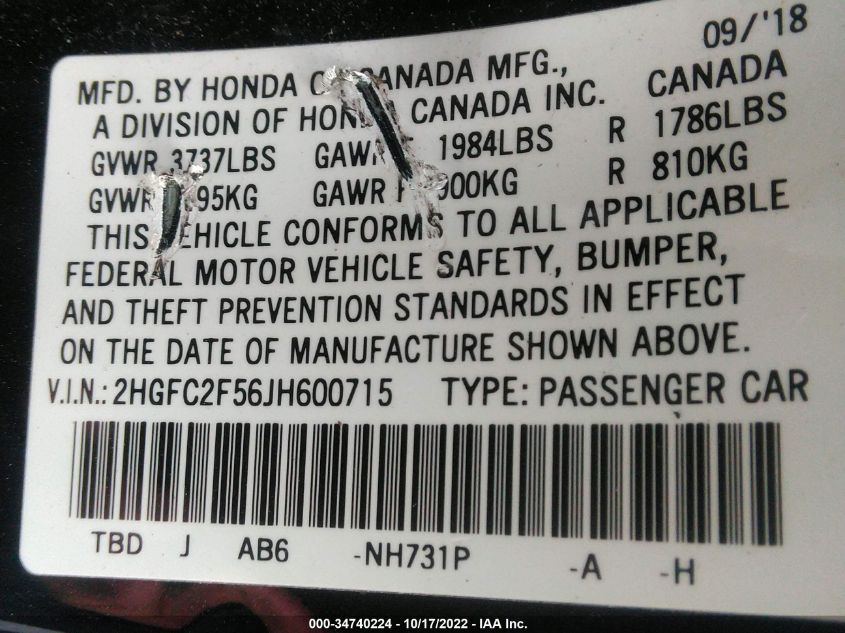 09/'18
MFD. BY HONDA CANADA MFG.,
A DIVISION OF HONDA CANADA INC. CANADA
GVWR 3737LBS GAWR 1984LBS R 1786LBS
GVWR 95KG GAWR 900KG R 810KG
THIS VEHICLE CONFORMS TO ALL APPLICABLE
FEDERAL MOTOR VEHICLE SAFETY, BUMPER,
AND THEFT PREVENTION STANDARDS IN EFFECT
ON THE DATE OF MANUFACTURE SHOWN ABOVE.
V.I.N.: 2HGFC2F56JH600715 TYPE: PASSENGER CAR
TBD J AB6 -NH731P -A -H
000-34740224 - 10/17/2022 - IAA Inc.